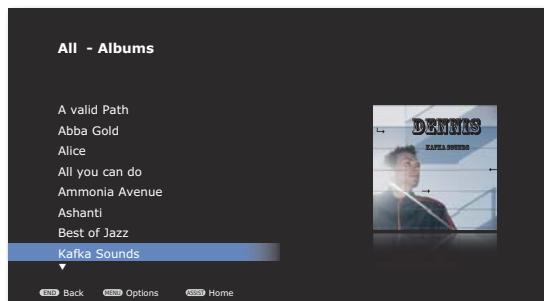 All - Albums
A valid Path
Abba Gold
Alice
All you can do
Ammonia Avenue
Ashanti
Best of Jazz
Kafka Sounds
DENNIS
KAFKA SOUNDS
END Back MENU Options ASSIST Home